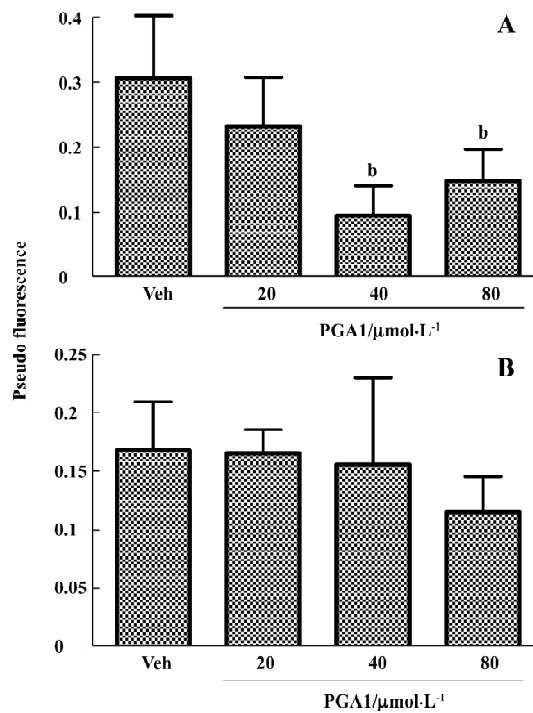 A
0.4
0.3
0.2
0.1
0
b
b
Veh 20 40 80
PGA1/μmol·L⁻¹
Pseudo fluorescence
B
0.25
0.2
0.15
0.1
0.05
0
Veh 20 40 80
PGA1/μmol·L⁻¹